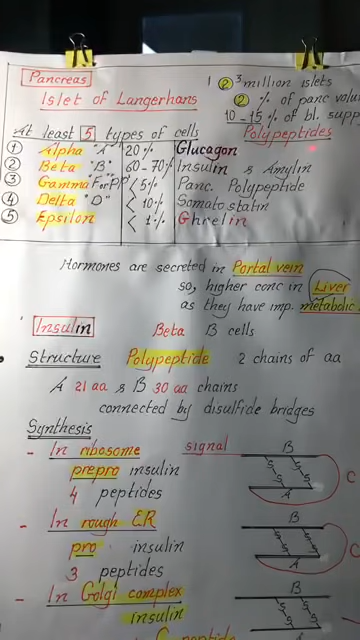 Pancreas
Islet of Langerhans
1 2 3 million islets
2 % of panc volu
10 - 15 % of bl. supp
At least 5 types of cells
Polypeptides
1 Alpha "A" 20% Glucagon
2 Beta "B" 60 - 70% Insulin & Amylin
3 Gamma "F or PP" < 5% Panc. Polypeptide
4 Delta "D" < 10% Somatostatin
5 Epsilon < 1% Ghrelin
Hormones are secreted in Portal vein
so, higher conc in Liver
as they have imp. metabolic
Insulin Beta B cells
• Structure Polypeptide 2 chains of aa
A 21 aa & B 30 aa chains
connected by disulfide bridges
Synthesis
- In ribosome signal B
prepro insulin S S S S
4 peptides A C
- In rough ER B
pro insulin S S S S
3 peptides A C
- In Golgi complex B
insulin S S S S
C peptide A